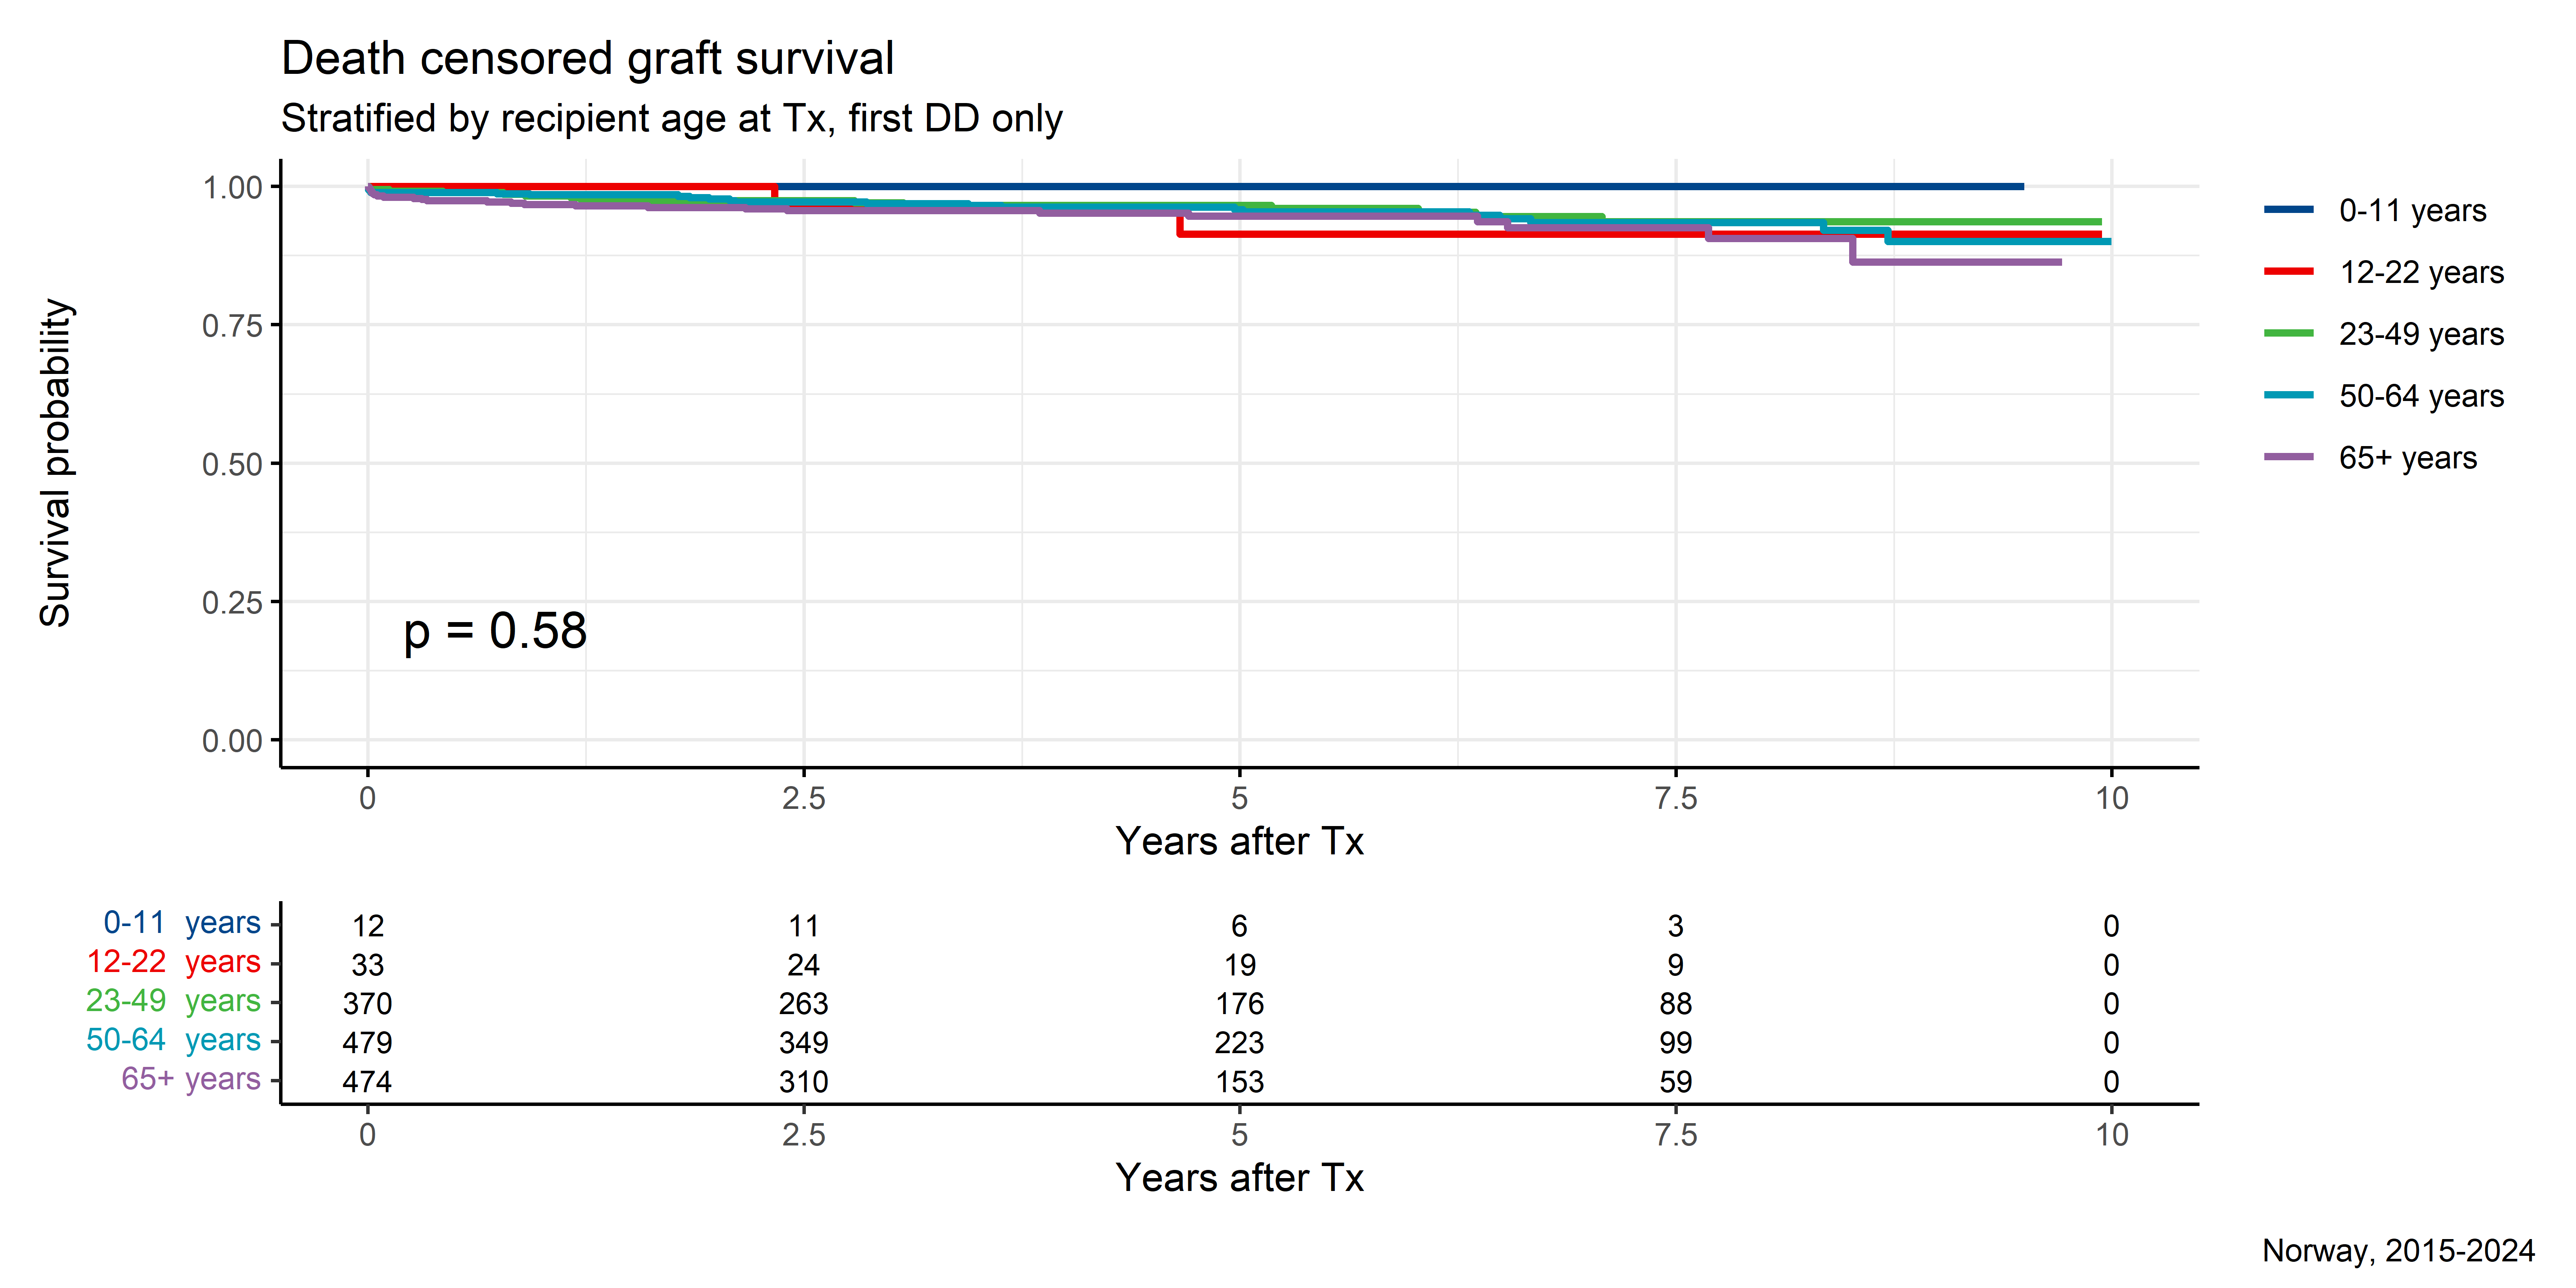 Death censored graft survival
Stratified by recipient age at Tx, first DD only
1.00
0.75
0.50
0.25
0.00
Survival probability
p = 0.58
0 2.5 5 7.5 10
Years after Tx
0-11 years
12-22 years
23-49 years
50-64 years
65+ years
0-11 years 12 11 6 3 0
12-22 years 33 24 19 9 0
23-49 years 370 263 176 88 0
50-64 years 479 349 223 99 0
65+ years 474 310 153 59 0
0 2.5 5 7.5 10
Years after Tx
Norway, 2015-2024